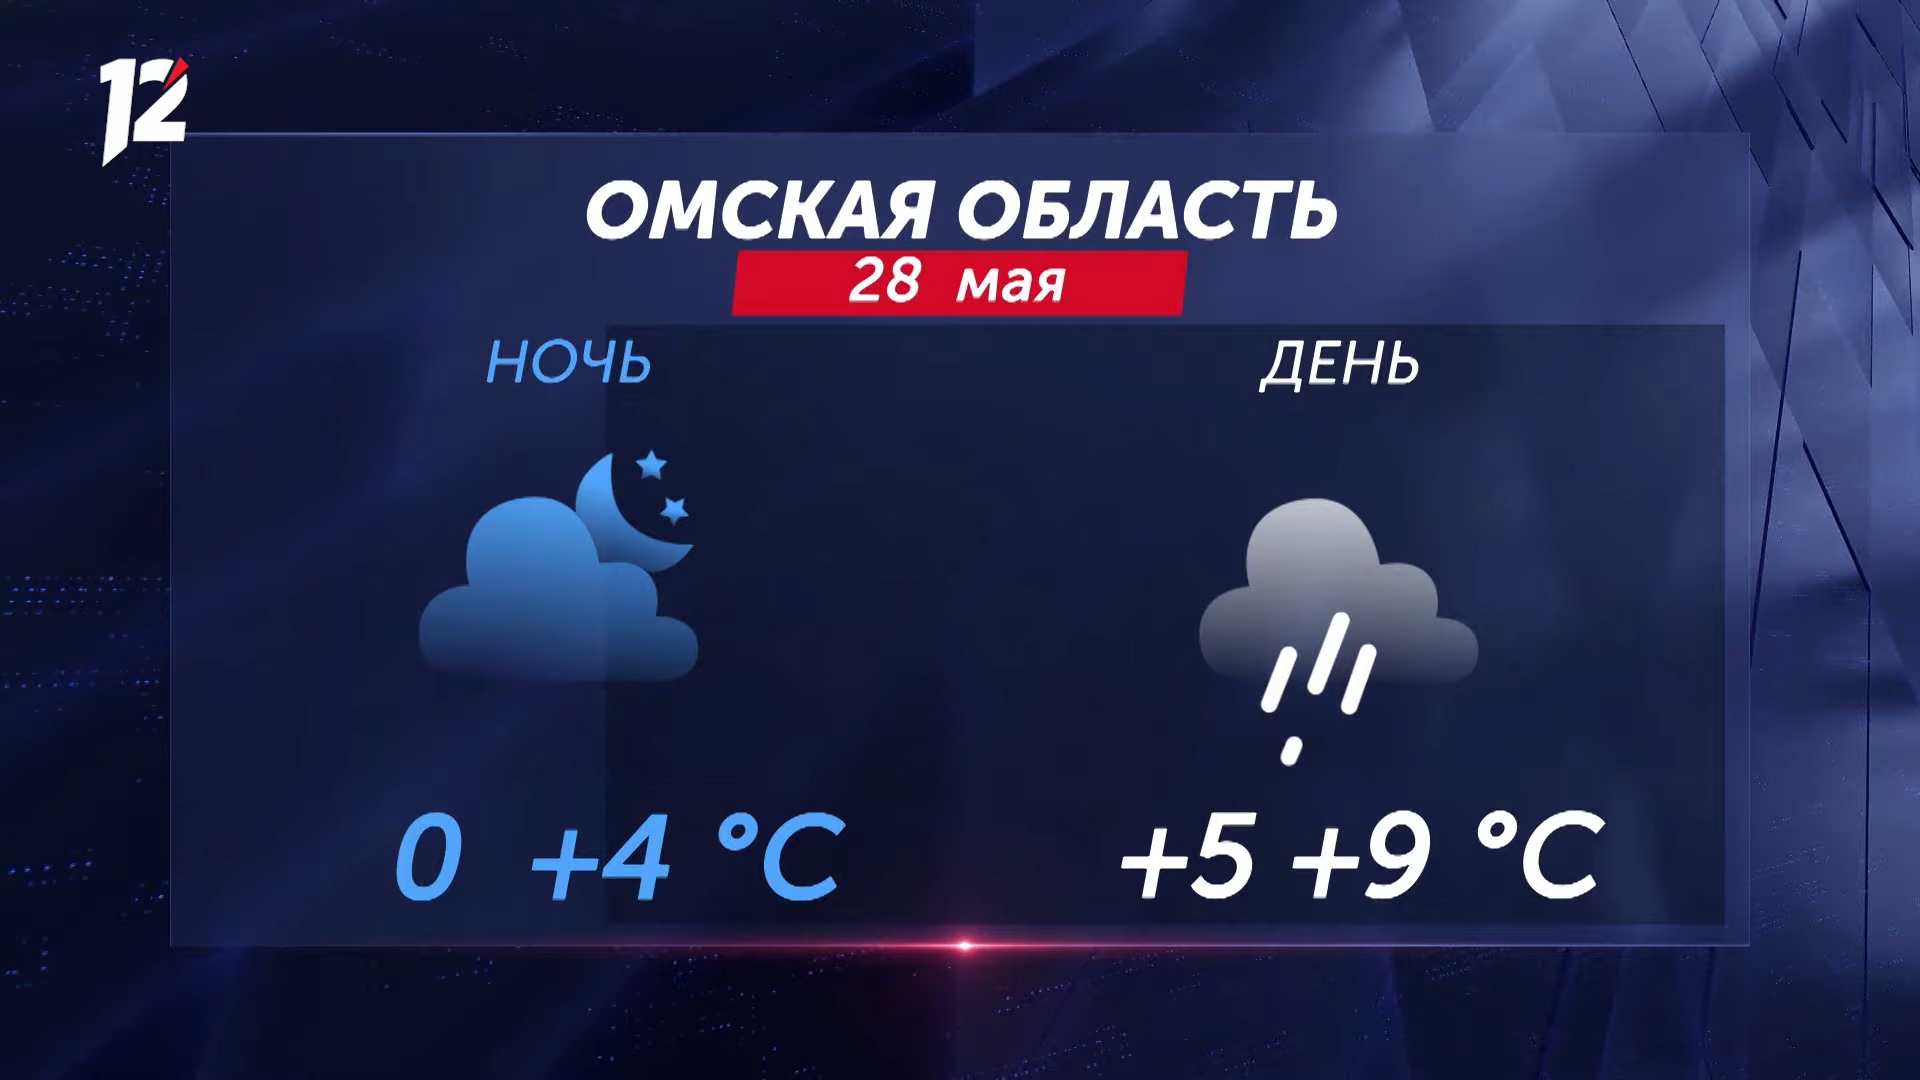 12
ОМСКАЯ ОБЛАСТЬ
28 мая
НОЧЬ
ДЕНЬ
0 +4 °C
+5 +9 °C